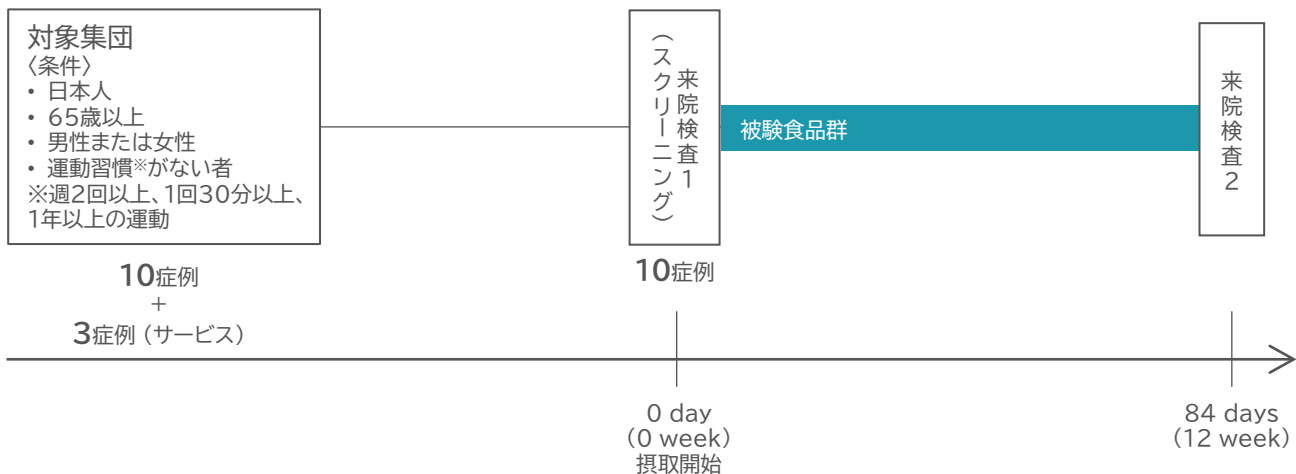 対象集団
〈条件〉
• 日本人
• 65歳以上
• 男性または女性
• 運動習慣※がない者
※週2回以上、1回30分以上、
1年以上の運動
10症例
+
3症例（サービス）
来院検査1
（スクリーニング）
10症例
被験食品群
来院検査2
0 day
(0 week)
摂取開始
84 days
(12 week)